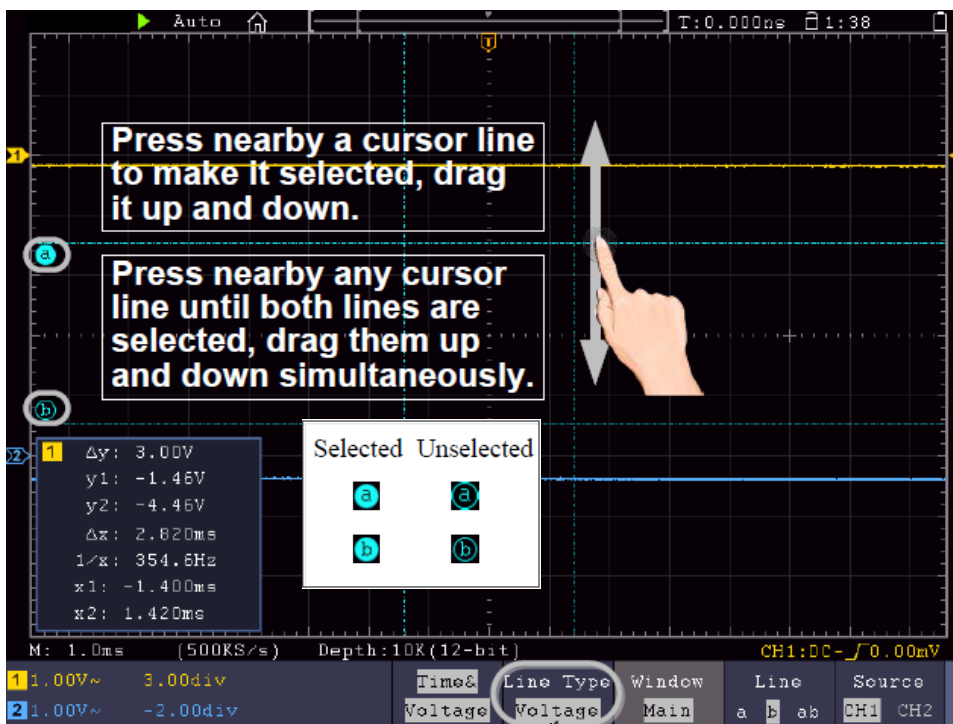 Auto T:0.000ns 1:38
T
1
Press nearby a cursor line
to make it selected, drag
it up and down.
a
Press nearby any cursor
line until both lines are
selected, drag them up
and down simultaneously.
b
Selected Unselected
a a
b b
2
1 Δy: 3.00V
y1: -1.46V
y2: -4.46V
Δx: 2.820ms
1/x: 354.6Hz
x1: -1.400ms
x2: 1.420ms
M: 1.0ms (500KS/s) Depth:10K(12-bit) CH1:DC-∫0.00mV
1 1.00V~ 3.00div Time& Line Type Window Line Source
2 1.00V~ -2.00div Voltage Voltage Main a b ab CH1 CH2